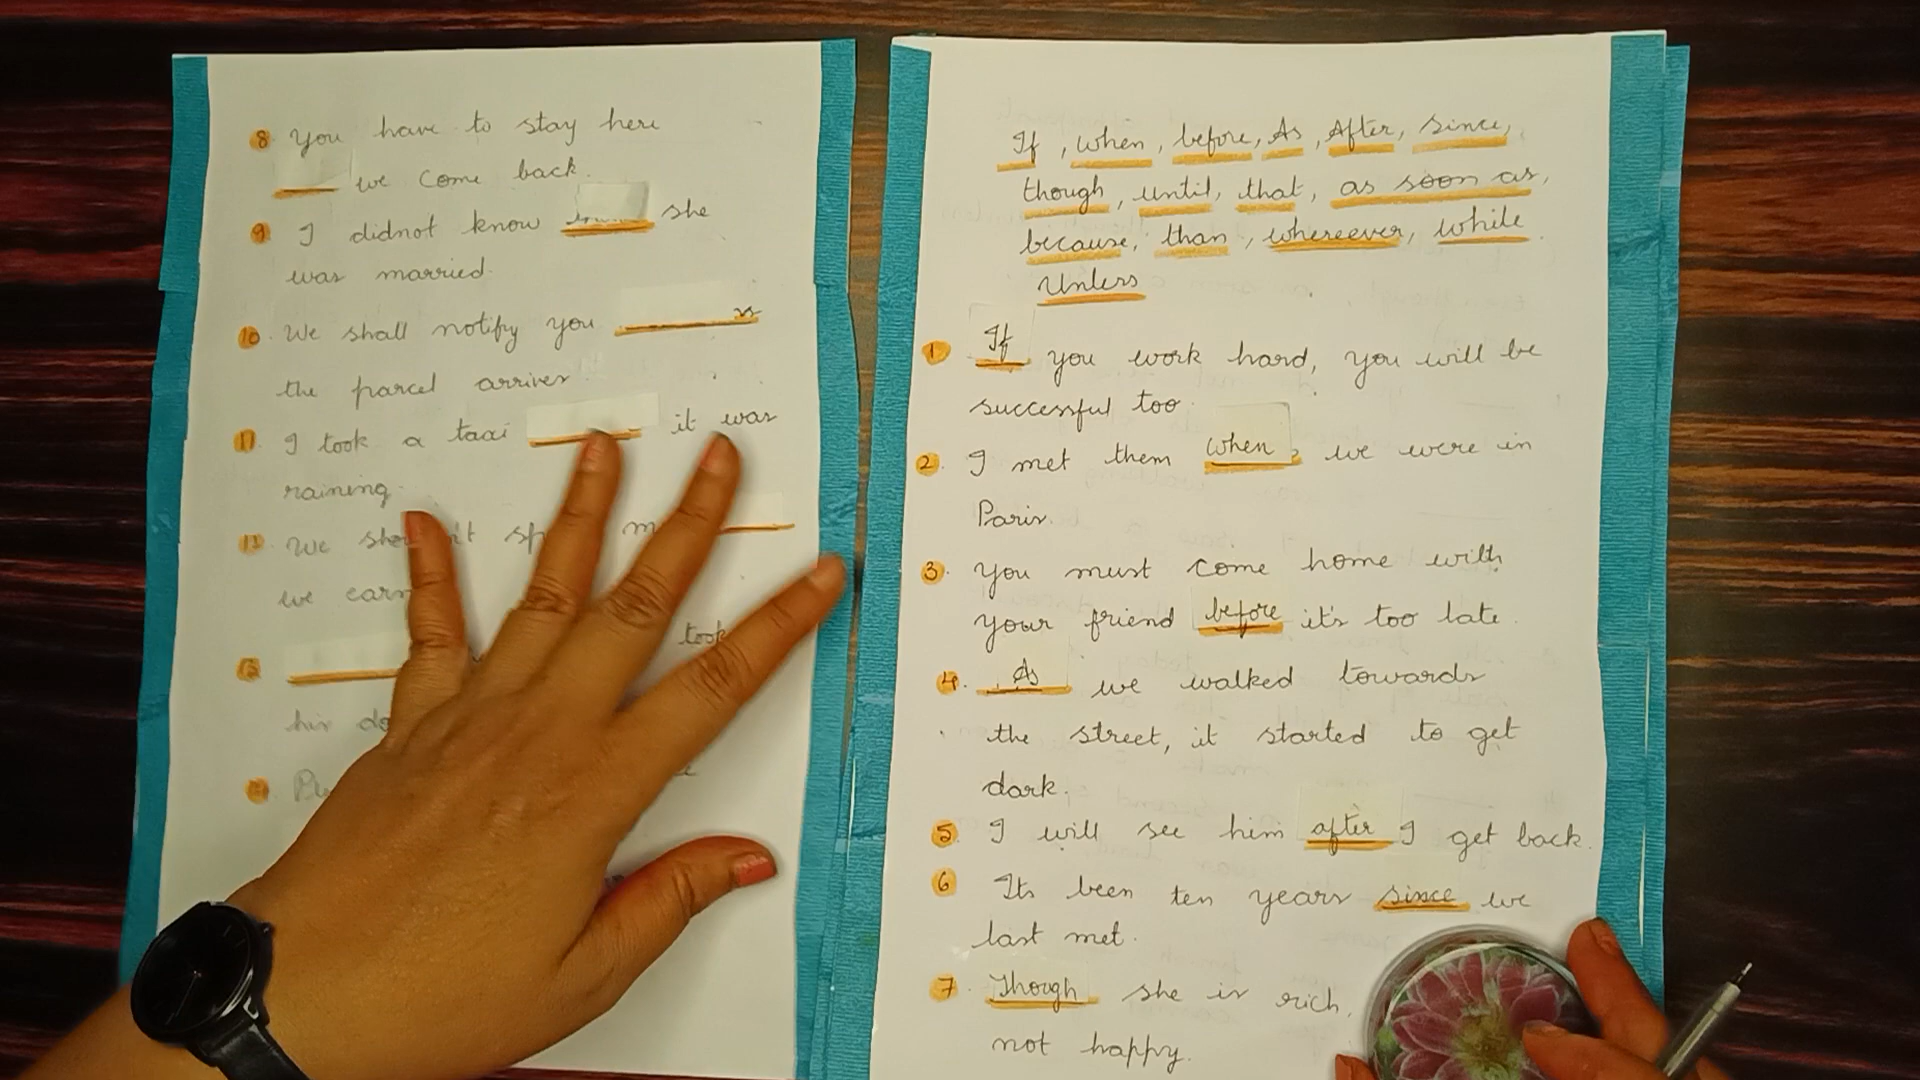 8 You have to stay here
we come back.
9 I didnot know she
was married.
10. We shall notify you
the parcel arrives.
11. I took a taxi it was
raining.
12. We
we earn
13 took
his
14.
If, when, before, As, After, since,
though, until, that, as soon as,
because, than, whereever, while
Unless
1 If you work hard, you will be
successful too.
2. I met them when we were in
Paris.
3. You must come home with
your friend before it's too late.
4. As we walked towards
the street, it started to get
dark.
5. I will see him after I get back.
6 Its been ten years since we
last met.
7. Though she is rich,
not happy.